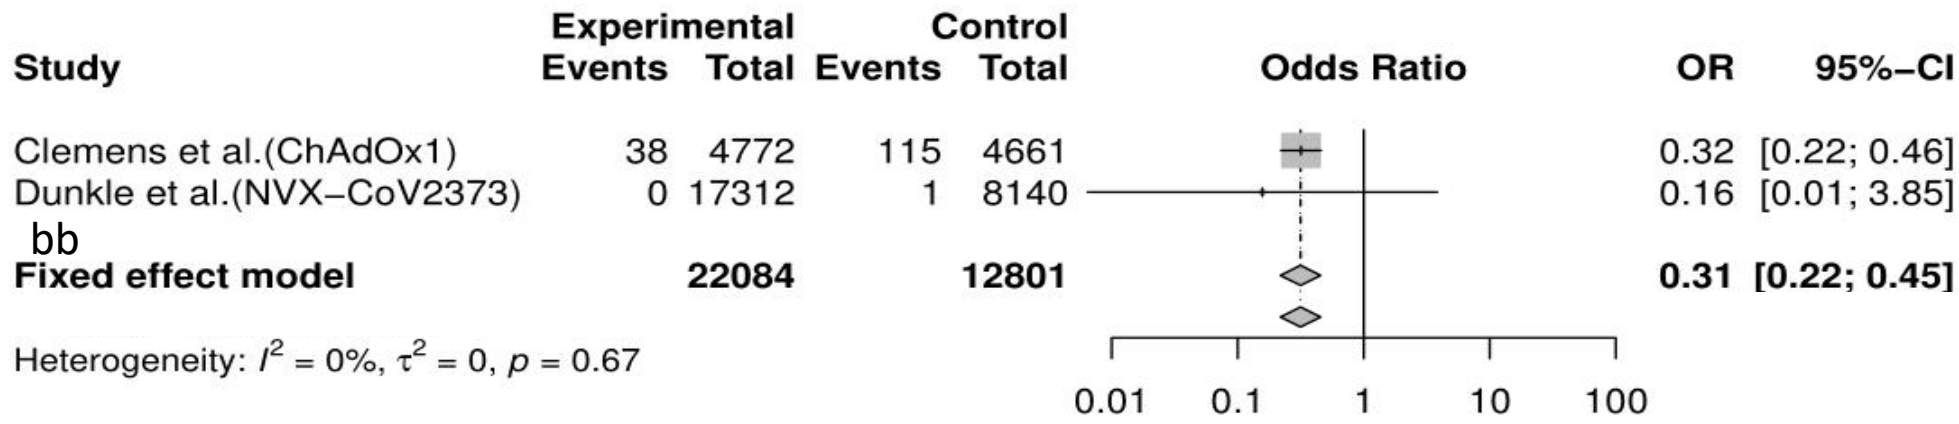 Experimental Control
Study Events Total Events Total Odds Ratio OR 95%−CI
Clemens et al.(ChAdOx1) 38 4772 115 4661 0.32 [0.22; 0.46]
Dunkle et al.(NVX−CoV2373) 0 17312 1 8140 0.16 [0.01; 3.85]
bb
Fixed effect model 22084 12801 0.31 [0.22; 0.45]
Heterogeneity: I² = 0%, τ² = 0, p = 0.67
0.01 0.1 1 10 100